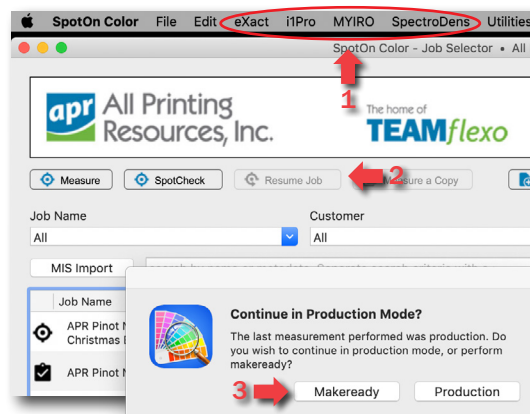 SpotOn Color File Edit eXact i1Pro MYIRO SpectroDens Utilities
SpotOn Color - Job Selector • All
1
apr All Printing Resources, Inc.
The home of
TEAMflexo
Measure SpotCheck Resume Job 2 Measure a Copy
Job Name Customer
All All
MIS Import
Job Name
APR Pinot
Christmas
APR Pinot
Continue in Production Mode?
The last measurement performed was production. Do
you wish to continue in production mode, or perform
makeready?
3 Makeready Production